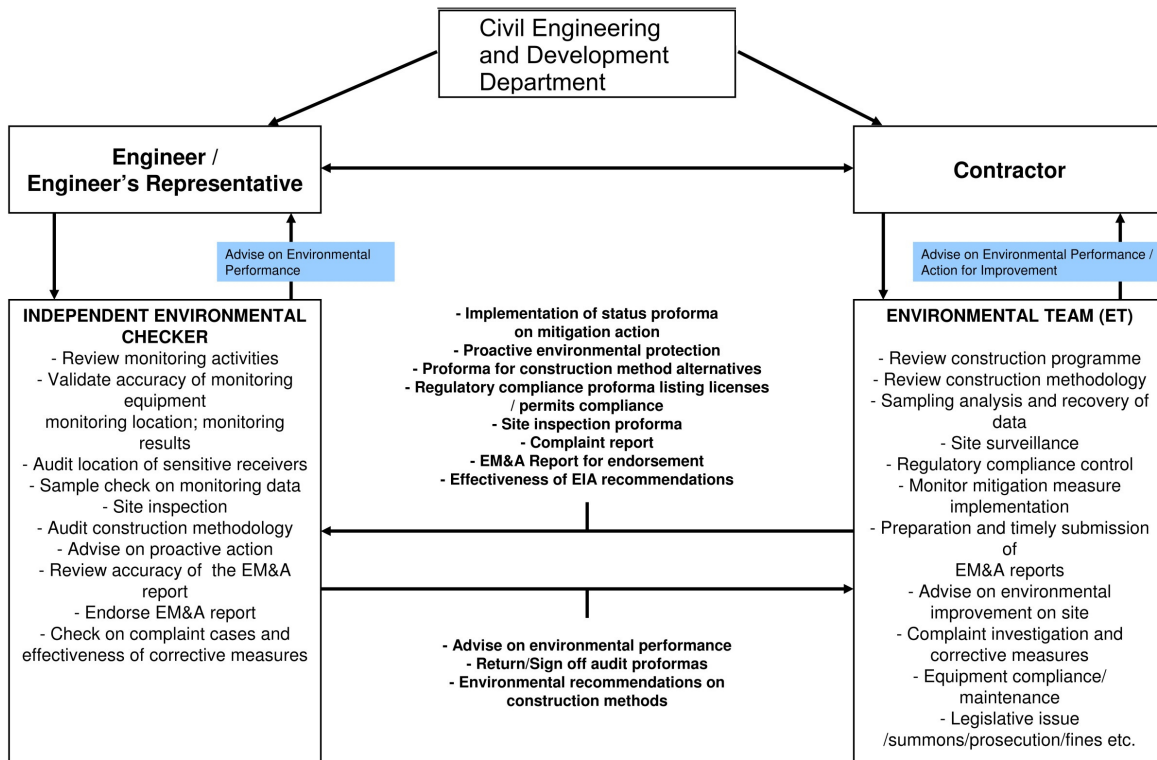 Civil Engineering
and Development
Department
Engineer /
Engineer's Representative
Contractor
Advise on Environmental
Performance
Advise on Environmental Performance /
Action for Improvement
INDEPENDENT ENVIRONMENTAL
CHECKER
- Review monitoring activities
- Validate accuracy of monitoring
equipment
monitoring location; monitoring
results
- Audit location of sensitive receivers
- Sample check on monitoring data
- Site inspection
- Audit construction methodology
- Advise on proactive action
- Review accuracy of the EM&A
report
- Endorse EM&A report
- Check on complaint cases and
effectiveness of corrective measures
- Implementation of status proforma
on mitigation action
- Proactive environmental protection
- Proforma for construction method alternatives
- Regulatory compliance proforma listing licenses
/ permits compliance
- Site inspection proforma
- Complaint report
- EM&A Report for endorsement
- Effectiveness of EIA recommendations
- Advise on environmental performance
- Return/Sign off audit proformas
- Environmental recommendations on
construction methods
ENVIRONMENTAL TEAM (ET)
- Review construction programme
- Review construction methodology
- Sampling analysis and recovery of
data
- Site surveillance
- Regulatory compliance control
- Monitor mitigation measure
implementation
- Preparation and timely submission
of
EM&A reports
- Advise on environmental
improvement on site
- Complaint investigation and
corrective measures
- Equipment compliance/
maintenance
- Legislative issue
/summons/prosecution/fines etc.